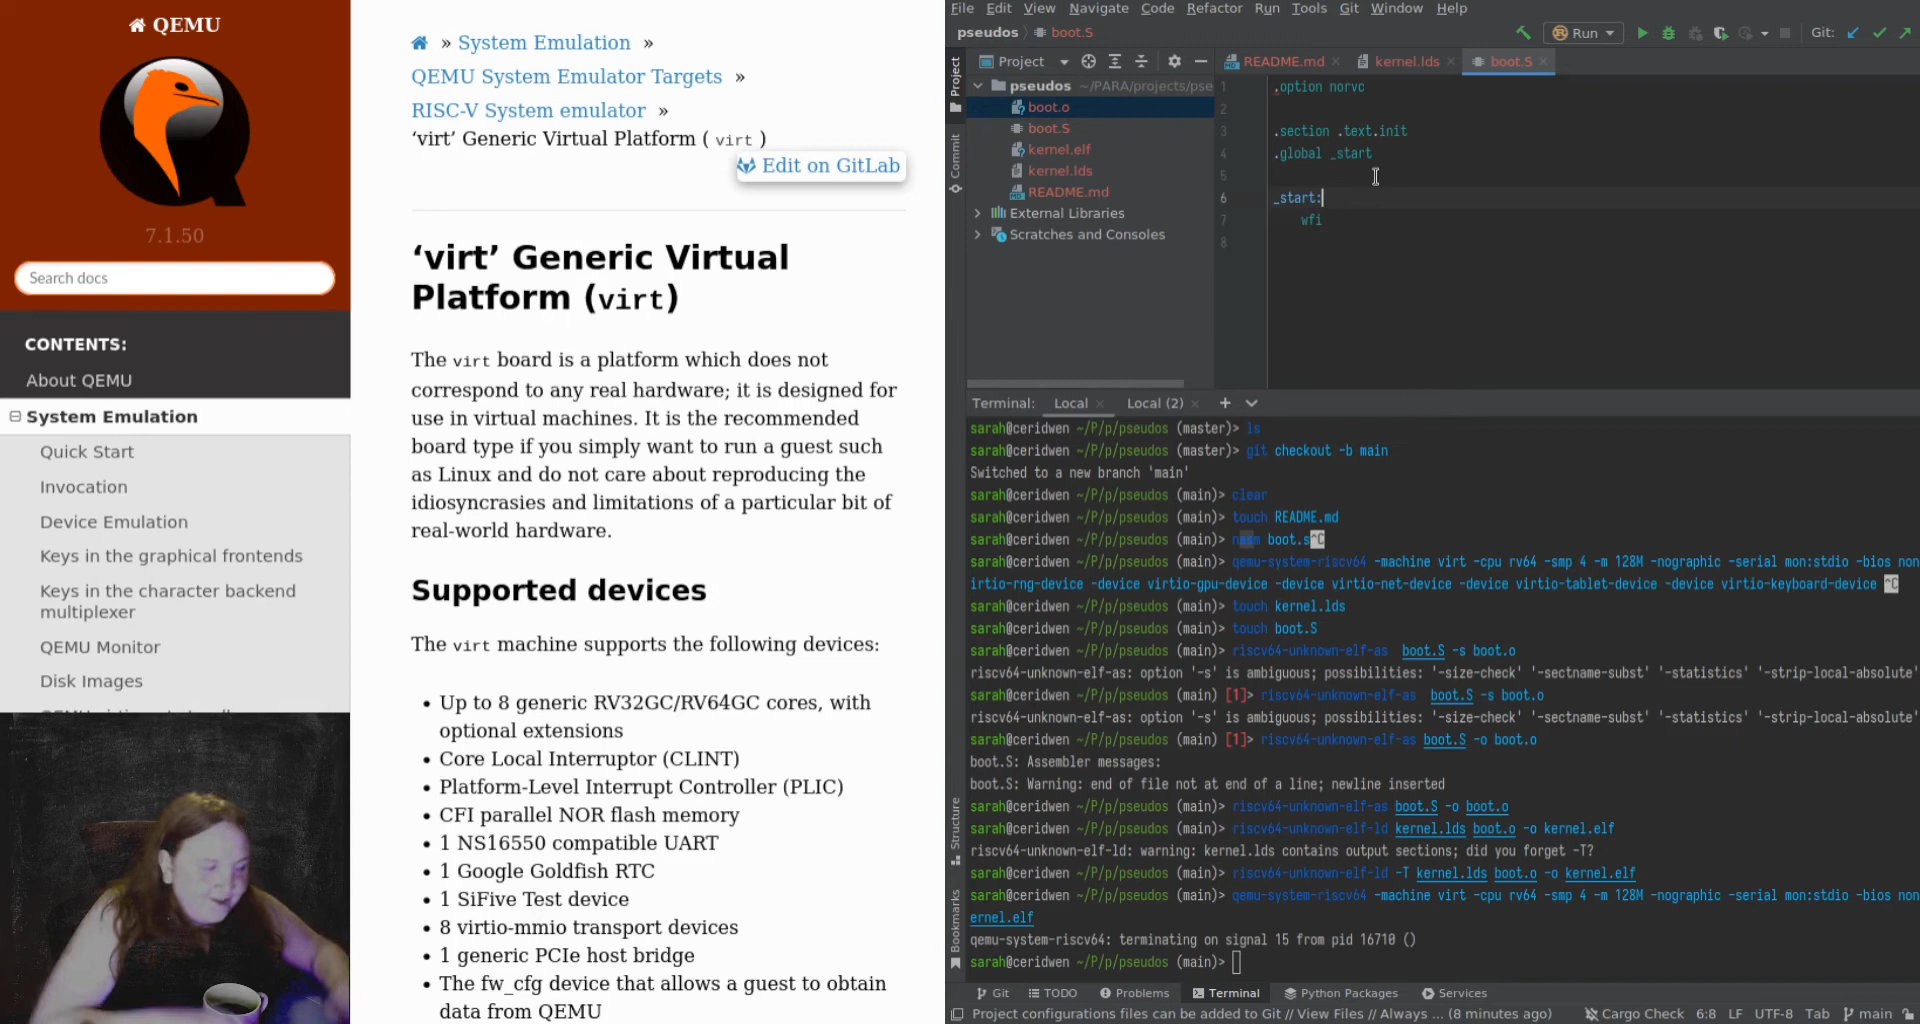 QEMU
7.1.50
Search docs
CONTENTS:
About QEMU
System Emulation
Quick Start
Invocation
Device Emulation
Keys in the graphical frontends
Keys in the character backend
multiplexer
QEMU Monitor
Disk Images
» System Emulation »
QEMU System Emulator Targets »
RISC-V System emulator »
‘virt’ Generic Virtual Platform ( virt )
Edit on GitLab
‘virt’ Generic Virtual
Platform (virt)
The virt board is a platform which does not
correspond to any real hardware; it is designed for
use in virtual machines. It is the recommended
board type if you simply want to run a guest such
as Linux and do not care about reproducing the
idiosyncrasies and limitations of a particular bit of
real-world hardware.
Supported devices
The virt machine supports the following devices:
• Up to 8 generic RV32GC/RV64GC cores, with
optional extensions
• Core Local Interruptor (CLINT)
• Platform-Level Interrupt Controller (PLIC)
• CFI parallel NOR flash memory
• 1 NS16550 compatible UART
• 1 Google Goldfish RTC
• 1 SiFive Test device
• 8 virtio-mmio transport devices
• 1 generic PCIe host bridge
• The fw_cfg device that allows a guest to obtain
data from QEMU
File Edit View Navigate Code Refactor Run Tools Git Window Help
pseudos boot.S Run Git:
Project README.md kernel.lds boot.S
Project
Commit
pseudos ~/PARA/projects/pse
boot.o
boot.S
kernel.elf
kernel.lds
README.md
External Libraries
Scratches and Consoles
1 .option norvc
2
3 .section .text.init
4 .global _start
5
6 _start:
7 wfi
8
Terminal: Local Local (2)
sarah@ceridwen ~/P/p/pseudos (master)> ls
sarah@ceridwen ~/P/p/pseudos (master)> git checkout -b main
Switched to a new branch 'main'
sarah@ceridwen ~/P/p/pseudos (main)> clear
sarah@ceridwen ~/P/p/pseudos (main)> touch README.md
sarah@ceridwen ~/P/p/pseudos (main)> nasm boot.s^C
sarah@ceridwen ~/P/p/pseudos (main)> qemu-system-riscv64 -machine virt -cpu rv64 -smp 4 -m 128M -nographic -serial mon:stdio -bios non
irtio-rng-device -device virtio-gpu-device -device virtio-net-device -device virtio-tablet-device -device virtio-keyboard-device ^C
sarah@ceridwen ~/P/p/pseudos (main)> touch kernel.lds
sarah@ceridwen ~/P/p/pseudos (main)> touch boot.S
sarah@ceridwen ~/P/p/pseudos (main)> riscv64-unknown-elf-as boot.S -s boot.o
riscv64-unknown-elf-as: option '-s' is ambiguous; possibilities: '-size-check' '-sectname-subst' '-statistics' '-strip-local-absolute'
sarah@ceridwen ~/P/p/pseudos (main) [1]> riscv64-unknown-elf-as boot.S -s boot.o
riscv64-unknown-elf-as: option '-s' is ambiguous; possibilities: '-size-check' '-sectname-subst' '-statistics' '-strip-local-absolute'
sarah@ceridwen ~/P/p/pseudos (main) [1]> riscv64-unknown-elf-as boot.S -o boot.o
boot.S: Assembler messages:
boot.S: Warning: end of file not at end of a line; newline inserted
sarah@ceridwen ~/P/p/pseudos (main)> riscv64-unknown-elf-as boot.S -o boot.o
sarah@ceridwen ~/P/p/pseudos (main)> riscv64-unknown-elf-ld kernel.lds boot.o -o kernel.elf
riscv64-unknown-elf-ld: warning: kernel.lds contains output sections; did you forget -T?
sarah@ceridwen ~/P/p/pseudos (main)> riscv64-unknown-elf-ld -T kernel.lds boot.o -o kernel.elf
sarah@ceridwen ~/P/p/pseudos (main)> qemu-system-riscv64 -machine virt -cpu rv64 -smp 4 -m 128M -nographic -serial mon:stdio -bios non
ernel.elf
qemu-system-riscv64: terminating on signal 15 from pid 16710 ()
sarah@ceridwen ~/P/p/pseudos (main)>
Structure
Bookmarks
Git TODO Problems Terminal Python Packages Services
Project configurations files can be added to Git // View Files // Always ... (8 minutes ago) Cargo Check 6:8 LF UTF-8 Tab main